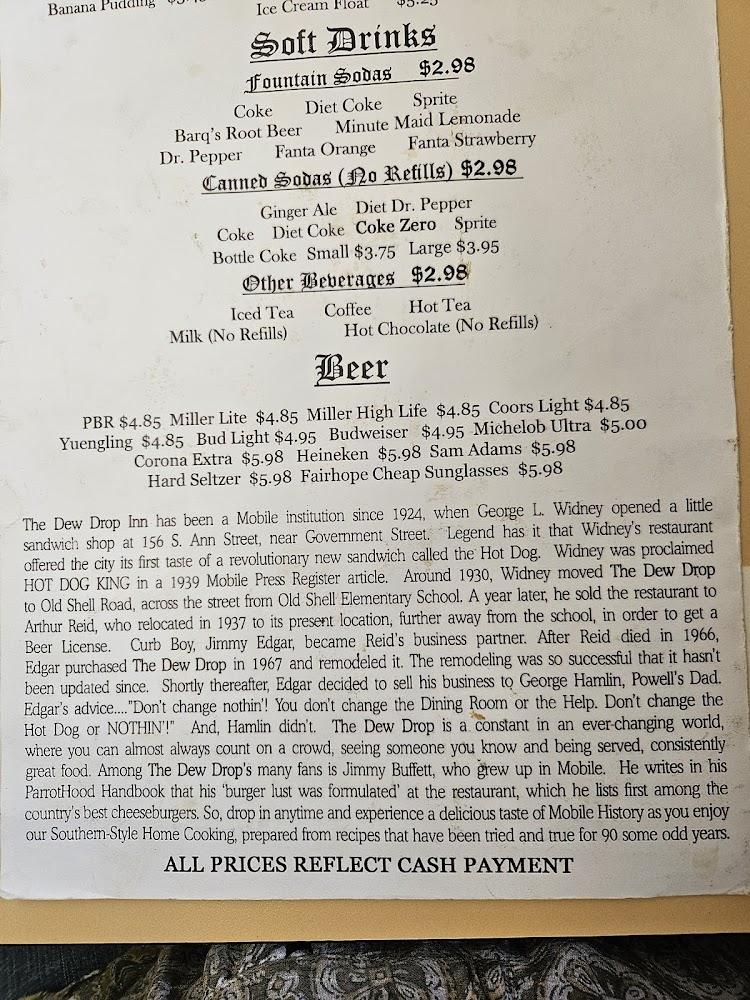 Banana Pudding
Ice Cream Float $5.25
Soft Drinks
Fountain Sodas $2.98
Coke Diet Coke Sprite
Barq's Root Beer Minute Maid Lemonade
Dr. Pepper Fanta Orange Fanta Strawberry
Canned Sodas (No Refills) $2.98
Ginger Ale Diet Dr. Pepper
Coke Diet Coke Coke Zero Sprite
Bottle Coke Small $3.75 Large $3.95
Other Beverages $2.98
Iced Tea Coffee Hot Tea
Milk (No Refills) Hot Chocolate (No Refills)
Beer
PBR $4.85 Miller Lite $4.85 Miller High Life $4.85 Coors Light $4.85
Yuengling $4.85 Bud Light $4.95 Budweiser $4.95 Michelob Ultra $5.00
Corona Extra $5.98 Heineken $5.98 Sam Adams $5.98
Hard Seltzer $5.98 Fairhope Cheap Sunglasses $5.98
The Dew Drop Inn has been a Mobile institution since 1924, when George L. Widney opened a little
sandwich shop at 156 S. Ann Street, near Government Street. Legend has it that Widney's restaurant
offered the city its first taste of a revolutionary new sandwich called the Hot Dog. Widney was proclaimed
HOT DOG KING in a 1939 Mobile Press Register article. Around 1930, Widney moved The Dew Drop
to Old Shell Road, across the street from Old Shell Elementary School. A year later, he sold the restaurant to
Arthur Reid, who relocated in 1937 to its present location, further away from the school, in order to get a
Beer License. Curb Boy, Jimmy Edgar, became Reid's business partner. After Reid died in 1966,
Edgar purchased The Dew Drop in 1967 and remodeled it. The remodeling was so successful that it hasn't
been updated since. Shortly thereafter, Edgar decided to sell his business to George Hamlin, Powell's Dad.
Edgar's advice...."Don't change nothin'! You don't change the Dining Room or the Help. Don't change the
Hot Dog or NOTHIN'!" And, Hamlin didn't. The Dew Drop is a constant in an ever-changing world,
where you can almost always count on a crowd, seeing someone you know and being served, consistently
great food. Among The Dew Drop's many fans is Jimmy Buffett, who grew up in Mobile. He writes in his
ParrotHood Handbook that his 'burger lust was formulated' at the restaurant, which he lists first among the
country's best cheeseburgers. So, drop in anytime and experience a delicious taste of Mobile History as you enjoy
our Southern-Style Home Cooking, prepared from recipes that have been tried and true for 90 some odd years.
ALL PRICES REFLECT CASH PAYMENT